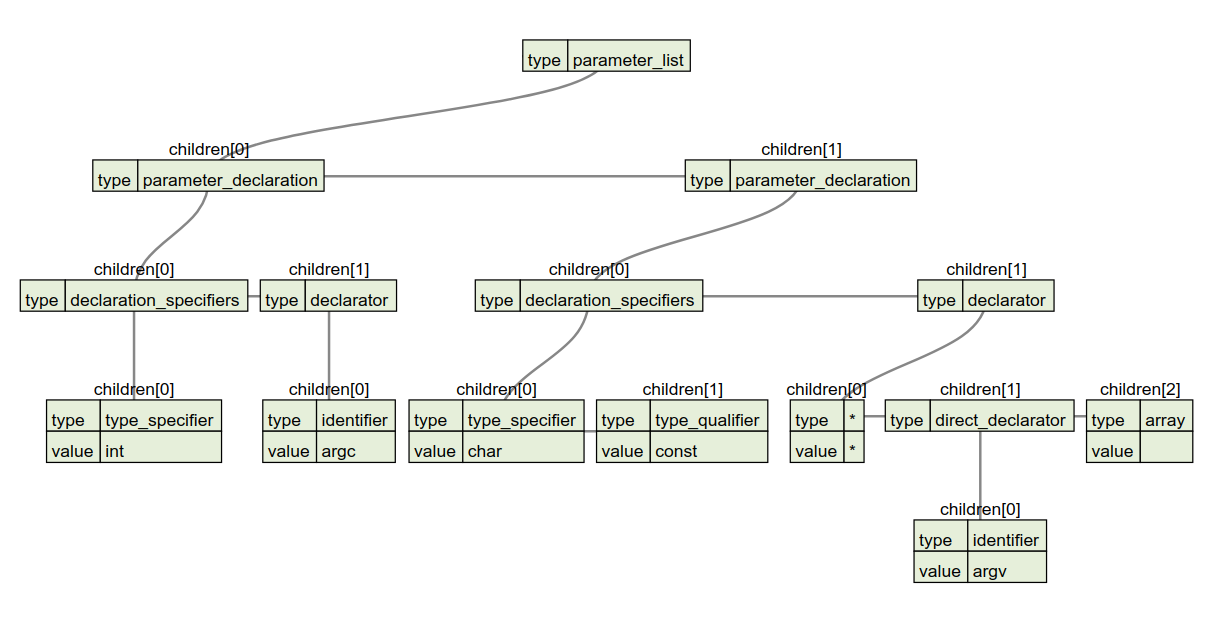 type parameter_list
children[0] children[1]
type parameter_declaration type parameter_declaration
children[0] children[1] children[0] children[1]
type declaration_specifiers type declarator type declaration_specifiers type declarator
children[0] children[0] children[0] children[1] children[0] children[1] children[2]
type type_specifier type identifier type type_specifier type type_qualifier type * type direct_declarator type array
value int value argc value char value const value * value
children[0]
type identifier
value argv